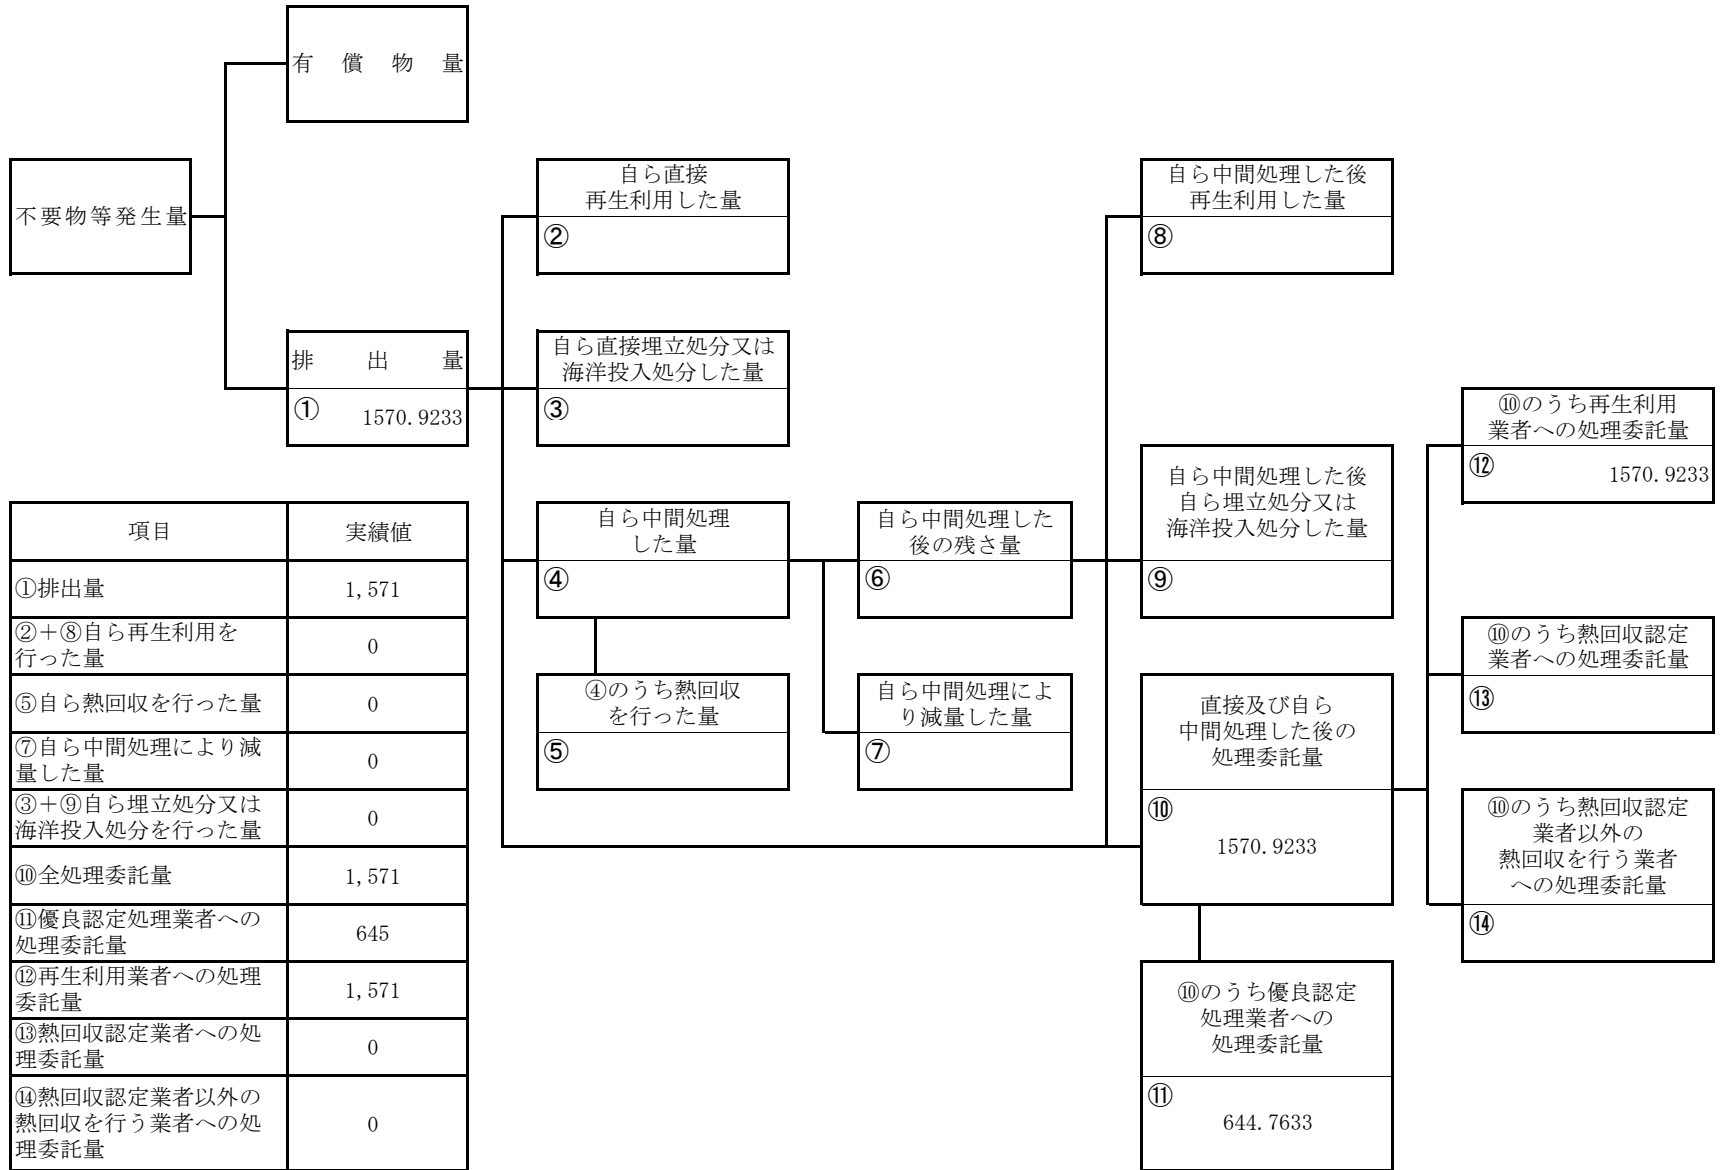 有償物量
不要物等発生量
排出量
① 1570.9233
自ら直接
再生利用した量
②
自ら直接埋立処分又は
海洋投入処分した量
③
自ら中間処理
した量
④
④のうち熱回収
を行った量
⑤
自ら中間処理した
後の残さ量
⑥
自ら中間処理によ
り減量した量
⑦
自ら中間処理した後
再生利用した量
⑧
自ら中間処理した後
自ら埋立処分又は
海洋投入処分した量
⑨
直接及び自ら
中間処理した後の
処理委託量
⑩
1570.9233
⑩のうち優良認定
処理業者への
処理委託量
⑪
644.7633
⑩のうち再生利用
業者への処理委託量
⑫ 1570.9233
⑩のうち熱回収認定
業者への処理委託量
⑬
⑩のうち熱回収認定
業者以外の
熱回収を行う業者
への処理委託量
⑭
項目 実績値
①排出量 1,571
②+⑧自ら再生利用を
行った量 0
⑤自ら熱回収を行った量 0
⑦自ら中間処理により減
量した量 0
③+⑨自ら埋立処分又は
海洋投入処分を行った量 0
⑩全処理委託量 1,571
⑪優良認定処理業者への
処理委託量 645
⑫再生利用業者への処理
委託量 1,571
⑬熱回収認定業者への処
理委託量 0
⑭熱回収認定業者以外の
熱回収を行う業者への処
理委託量 0